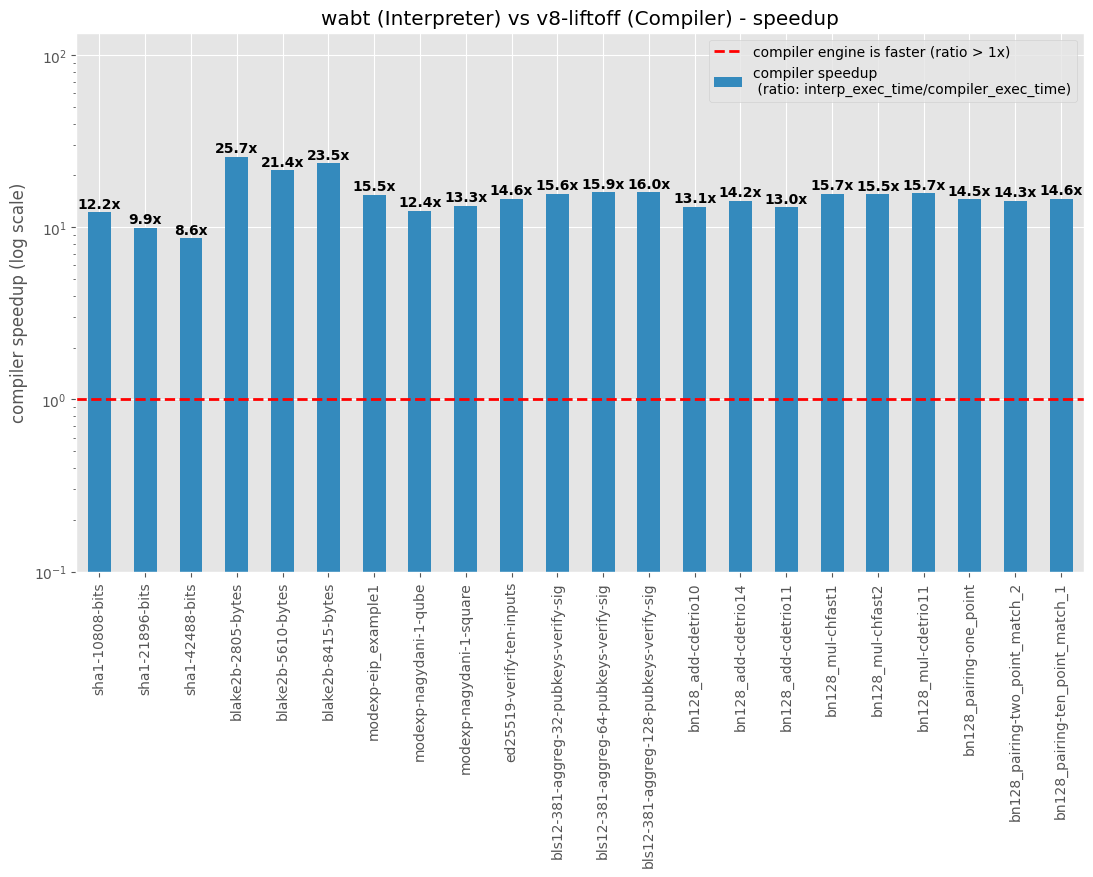 wabt (Interpreter) vs v8-liftoff (Compiler) - speedup
compiler engine is faster (ratio > 1x)
compiler speedup
(ratio: interp_exec_time/compiler_exec_time)
compiler speedup (log scale)
10²
10¹
10⁰
10⁻¹
12.2x
9.9x
8.6x
25.7x
21.4x
23.5x
15.5x
12.4x
13.3x
14.6x
15.6x
15.9x
16.0x
13.1x
14.2x
13.0x
15.7x
15.5x
15.7x
14.5x
14.3x
14.6x
sha1-10808-bits
sha1-21896-bits
sha1-42488-bits
blake2b-2805-bytes
blake2b-5610-bytes
blake2b-8415-bytes
modexp-eip_example1
modexp-nagydani-1-qube
modexp-nagydani-1-square
ed25519-verify-ten-inputs
bls12-381-aggreg-32-pubkeys-verify-sig
bls12-381-aggreg-64-pubkeys-verify-sig
bls12-381-aggreg-128-pubkeys-verify-sig
bn128_add-cdetrio10
bn128_add-cdetrio14
bn128_add-cdetrio11
bn128_mul-chfast1
bn128_mul-chfast2
bn128_mul-cdetrio11
bn128_pairing-one_point
bn128_pairing-two_point_match_2
bn128_pairing-ten_point_match_1